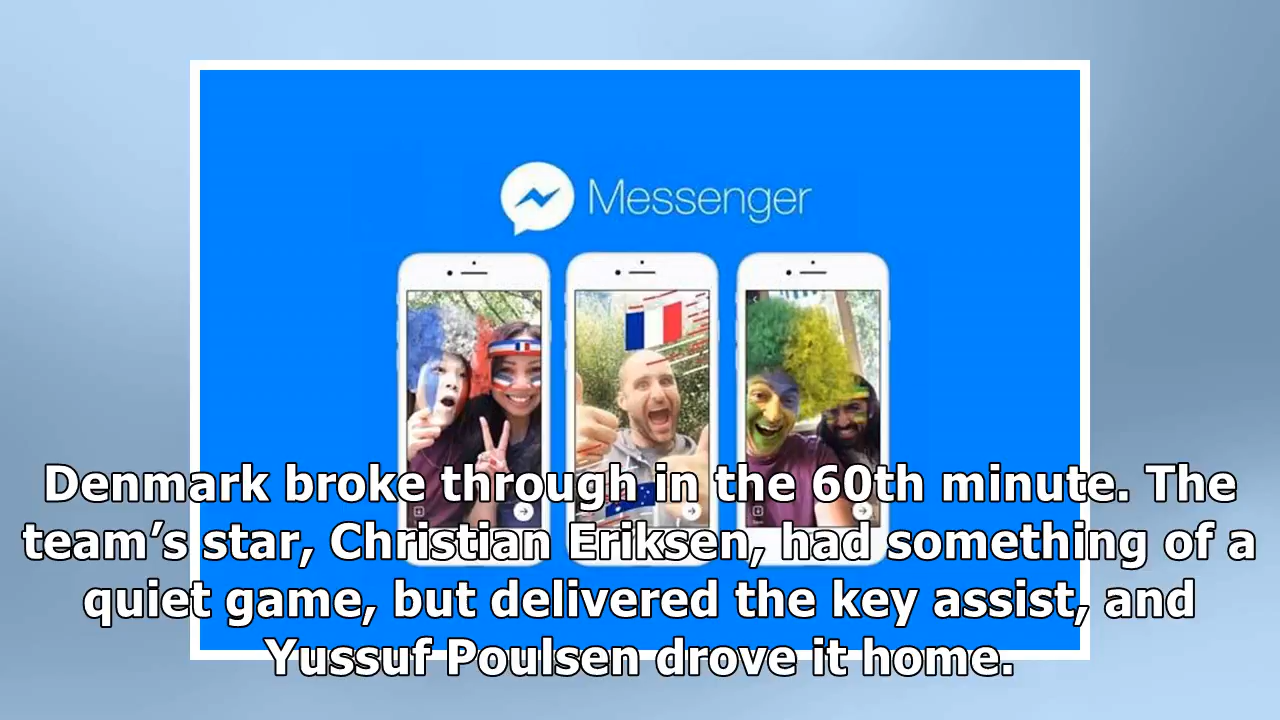 Messenger
Denmark broke through in the 60th minute. The
team’s star, Christian Eriksen, had something of a
quiet game, but delivered the key assist, and
Yussuf Poulsen drove it home.